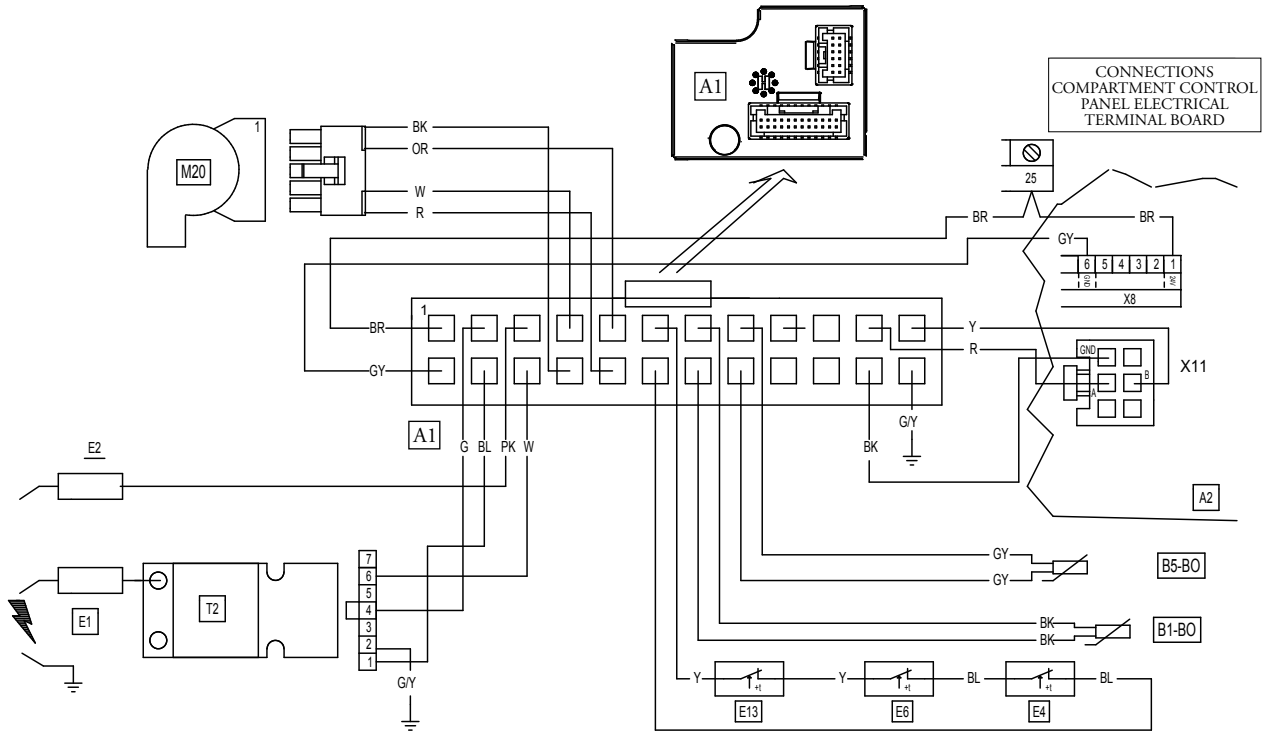 A1
CONNECTIONS
COMPARTMENT CONTROL
PANEL ELECTRICAL
TERMINAL BOARD
M20
1
BK
OR
W
R
25
BR
BR
GY
6 5 4 3 2 1
GND
24V
X8
1
BR
GY
Y
R
GND
B
A
X11
A1
G BL PK W
BK
G/Y
E2
A2
E1
T2
7
6
5
4
3
2
1
G/Y
GY
GY
B5-BO
BK
BK
B1-BO
Y
+t
Y
+t
BL
+t
BL
E13
E6
E4